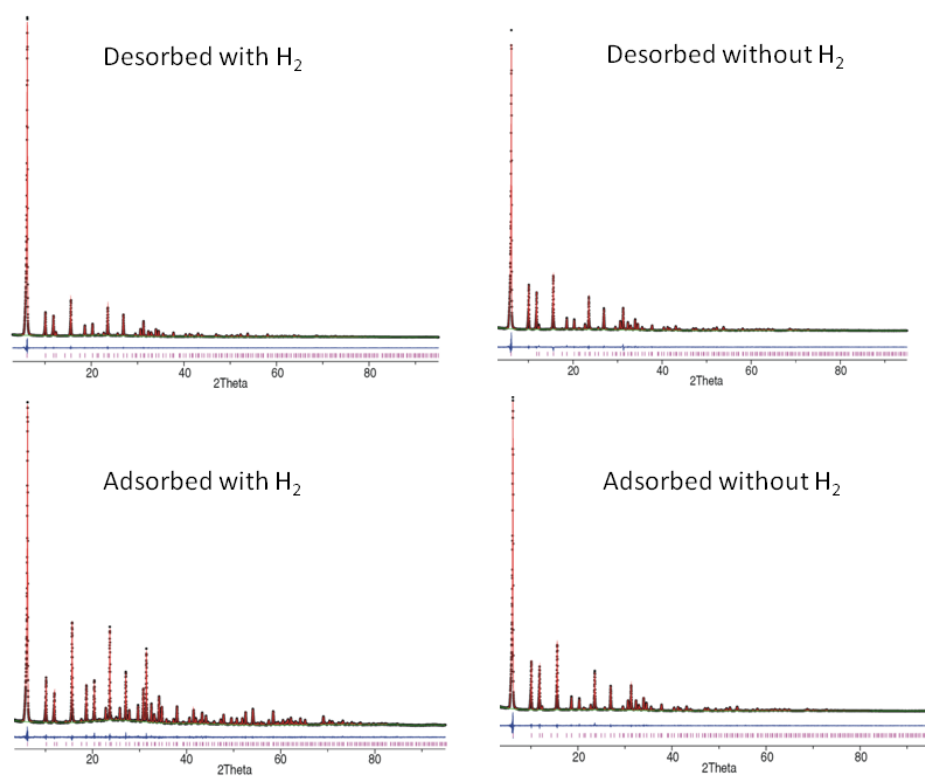 Desorbed with H₂
Desorbed without H₂
20 40 60 80
2Theta
20 40 60 80
2Theta
Adsorbed with H₂
Adsorbed without H₂
20 40 60 80
2Theta
20 40 60 80
2Theta